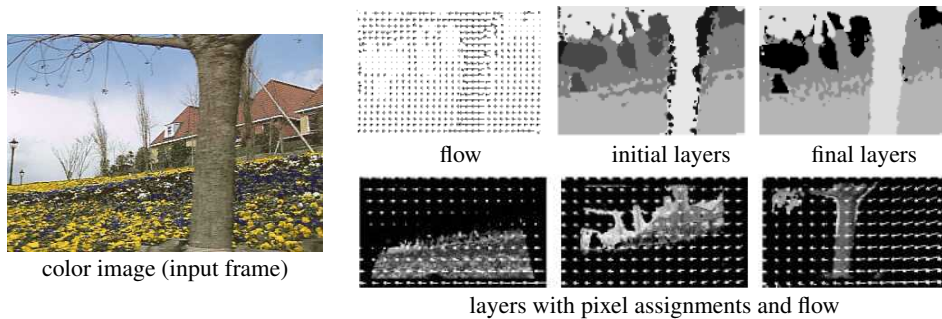 flow
initial layers
final layers
color image (input frame)
layers with pixel assignments and flow